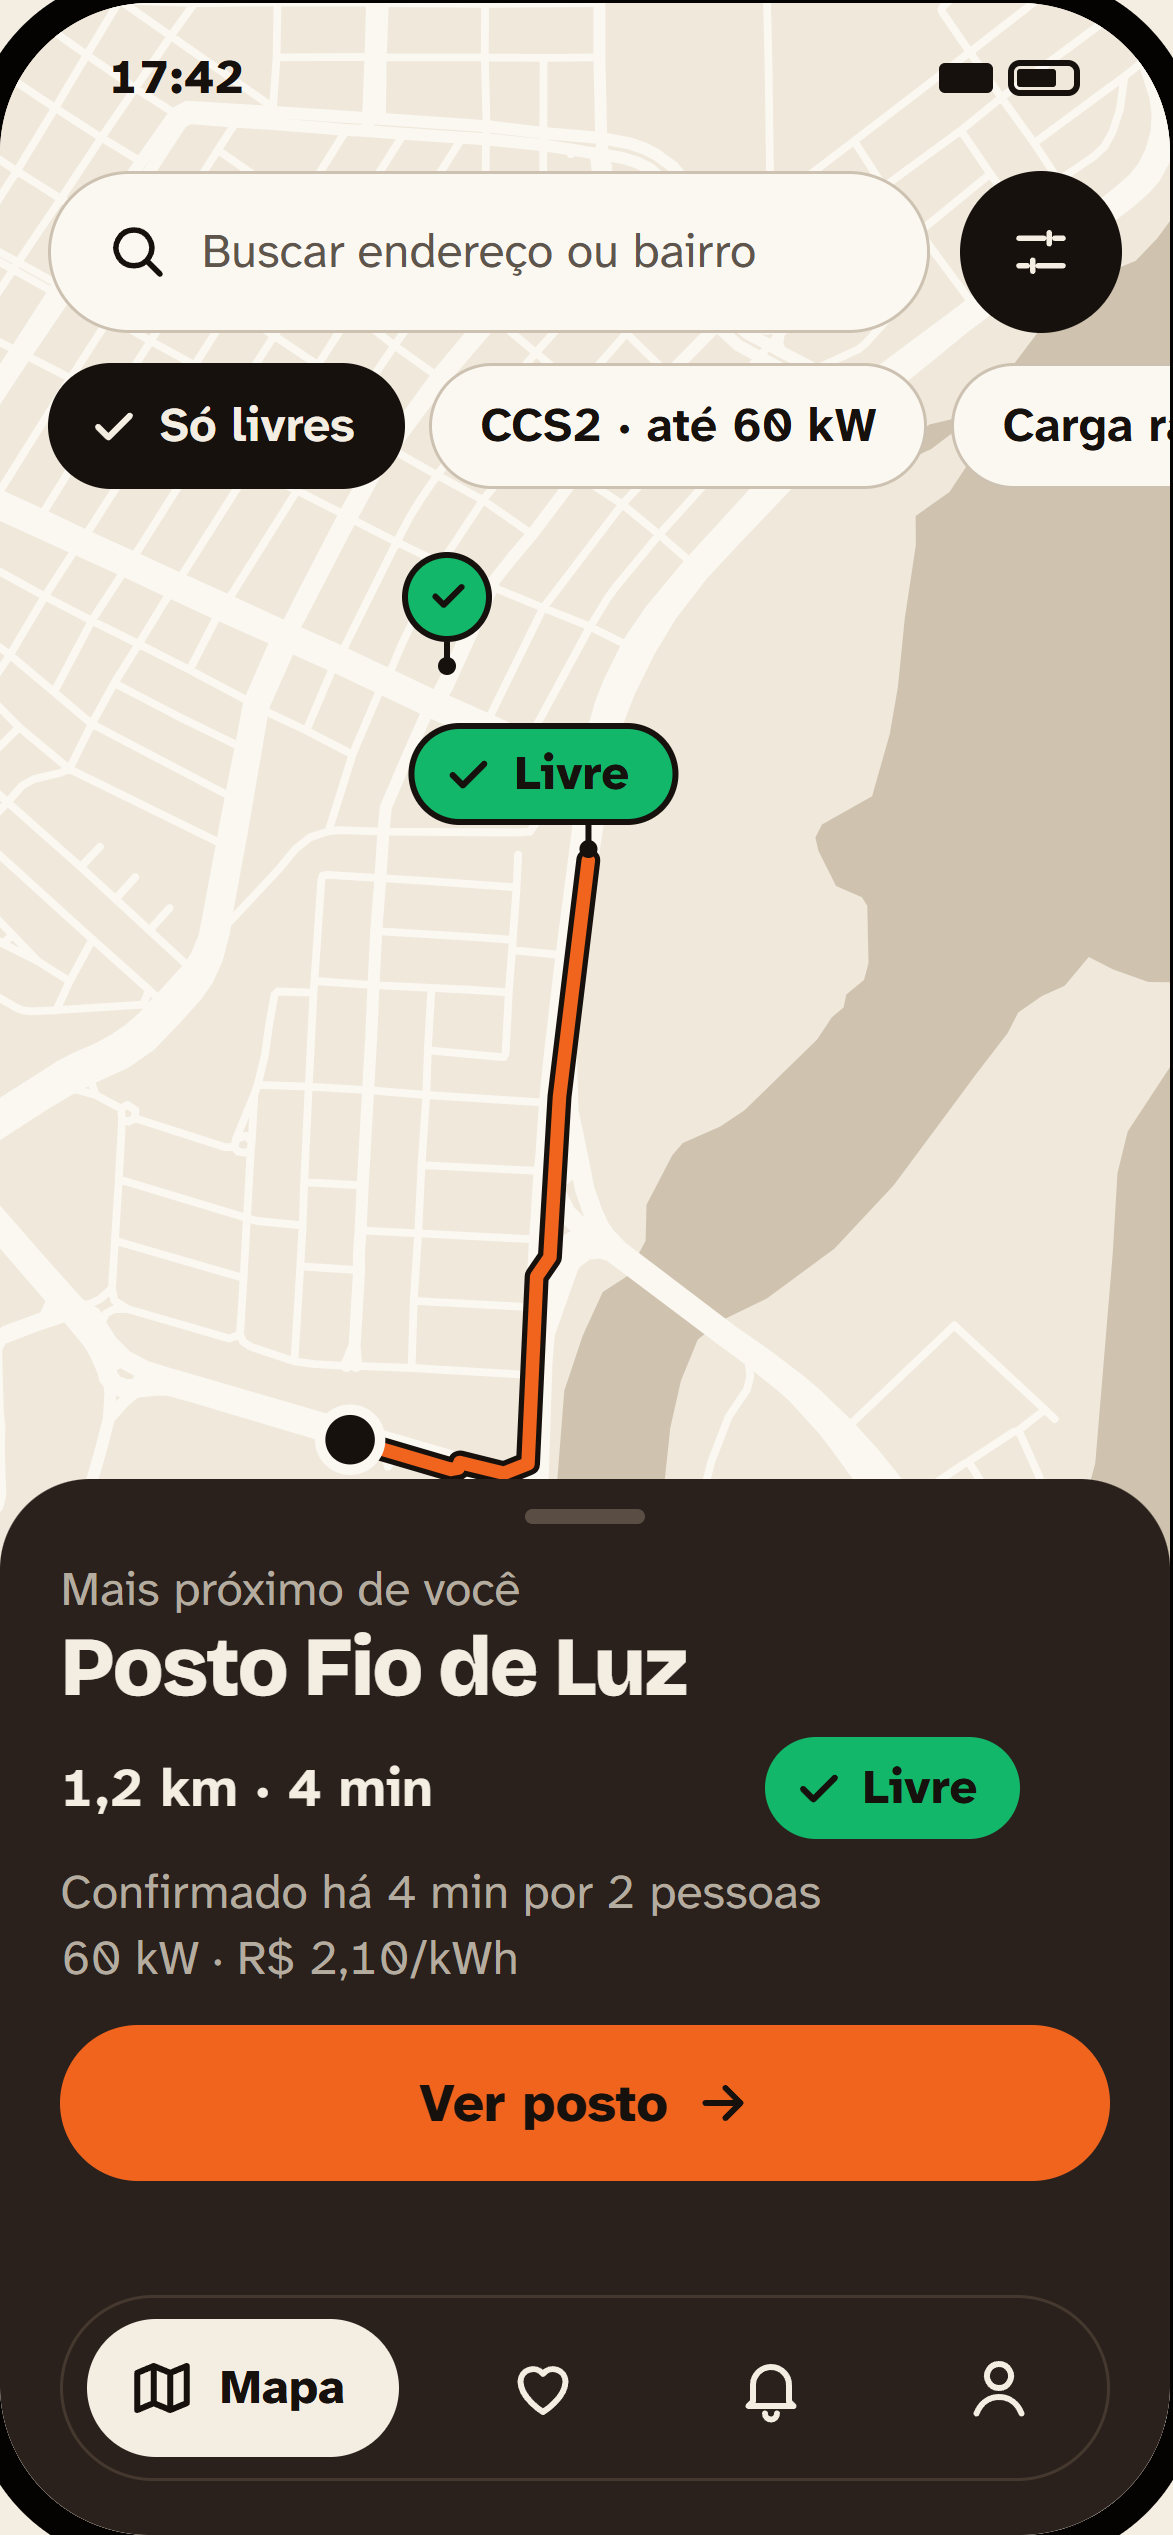 17:42
Buscar endereço ou bairro
Só livres
CCS2 · até 60 kW
Carga
Livre
Mais próximo de você
Posto Fio de Luz
1,2 km · 4 min
Livre
Confirmado há 4 min por 2 pessoas
60 kW · R$ 2,10/kWh
Ver posto →
Mapa